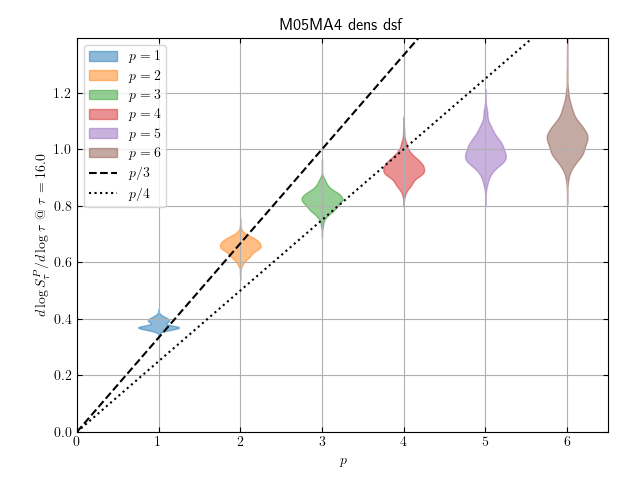 M05MA4 dens dsf
p = 1
p = 2
p = 3
p = 4
p = 5
p = 6
p/3
p/4
d log S_τ^P / d log τ @ τ = 16.0
1.2
1.0
0.8
0.6
0.4
0.2
0.0
0 1 2 3 4 5 6
p